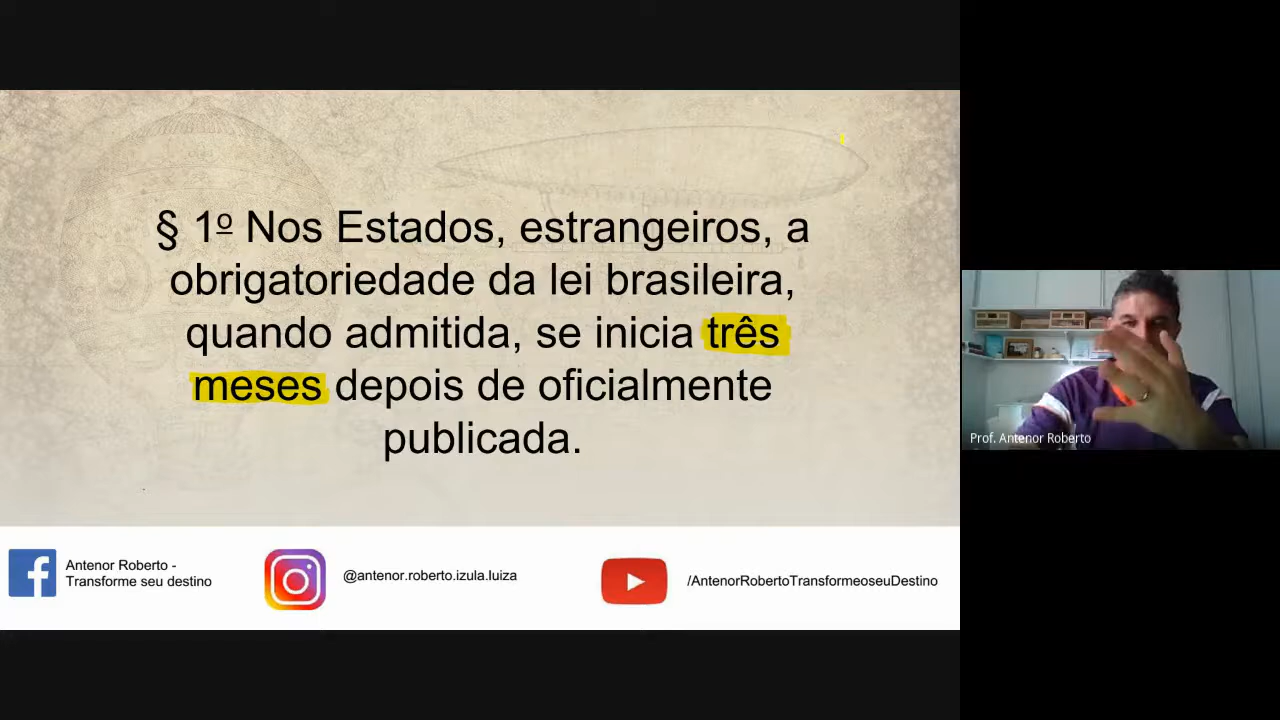 § 1º Nos Estados, estrangeiros, a
obrigatoriedade da lei brasileira,
quando admitida, se inicia três
meses depois de oficialmente
publicada.
Prof. Antenor Roberto
Antenor Roberto -
Transforme seu destino
@antenor.roberto.izula.luiza
/AntenorRobertoTransformeoseuDestino